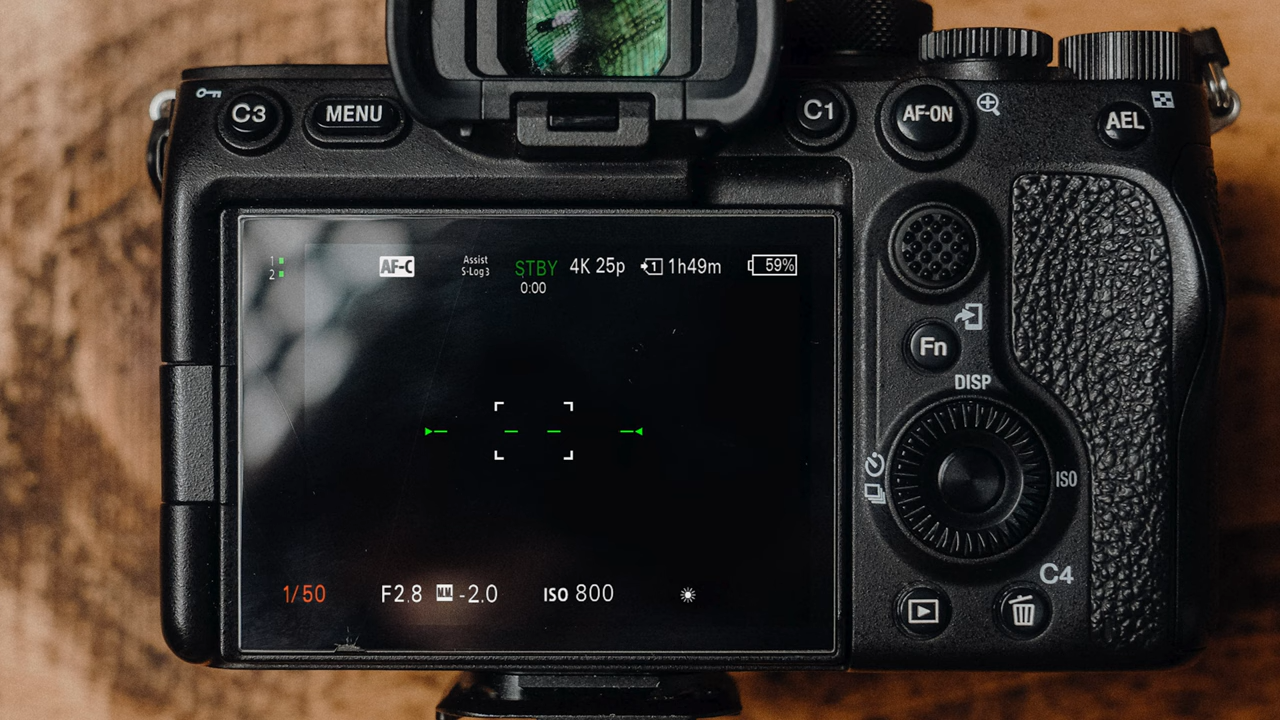 C3
MENU
C1
AF-ON
AEL
1
2
AF-C
Assist
S-Log3
STBY
0:00
4K 25p
1
1h49m
59%
Fn
DISP
ISO
1/50
F2.8
M.M.
-2.0
ISO 800
C4